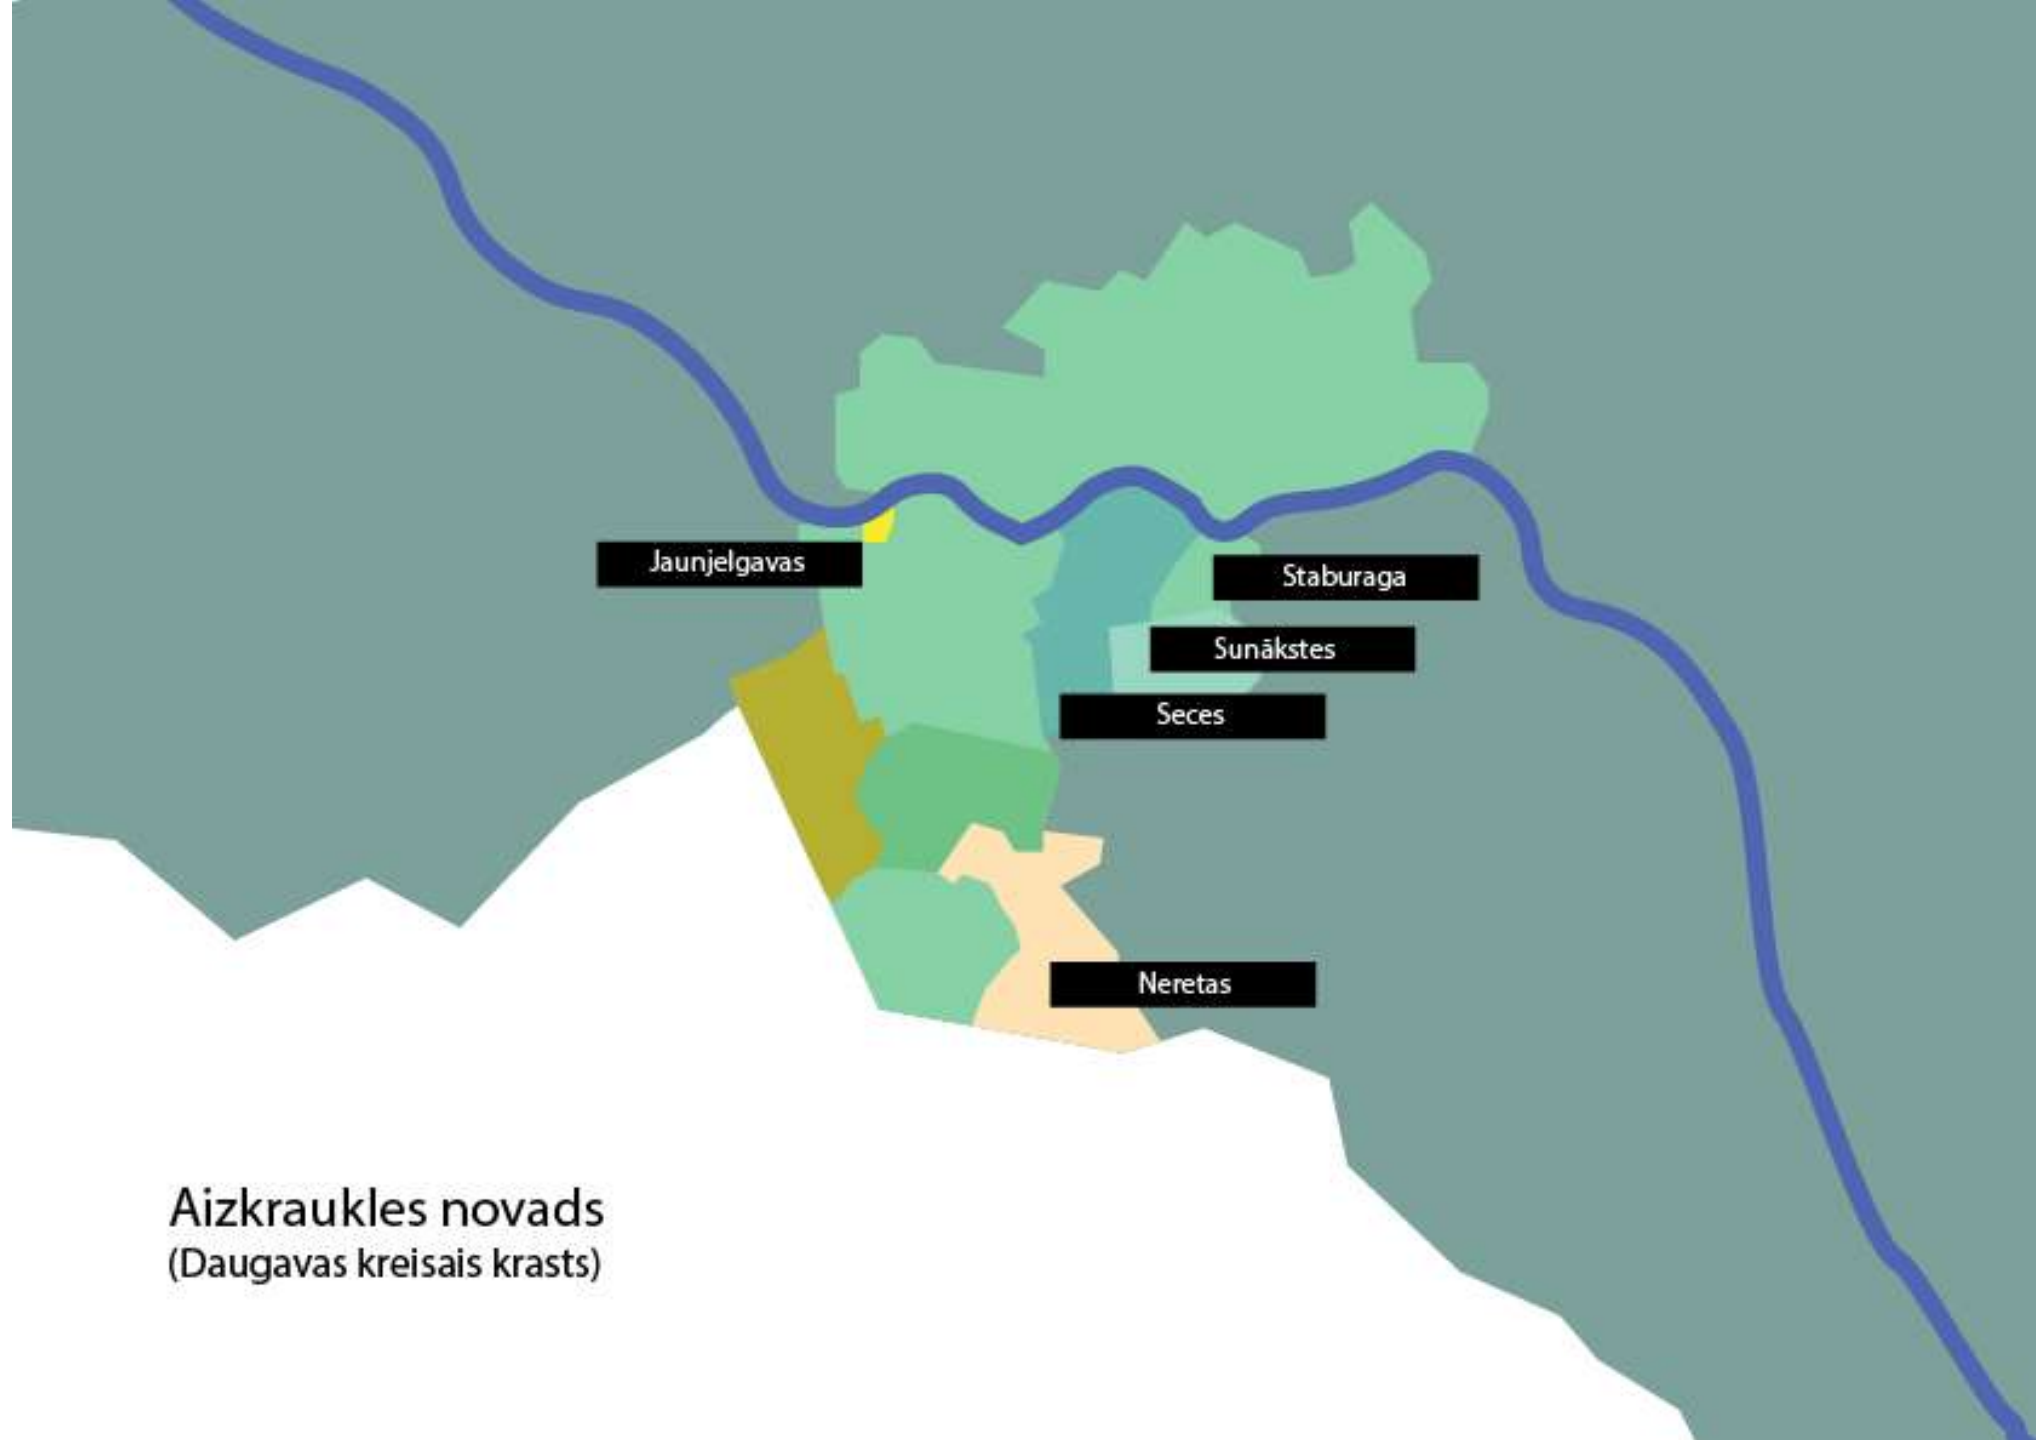 Jaunjelgavas
Staburaga
Sunākstes
Seces
Neretas
Aizkraukles novads
(Daugavas kreisais krasts)